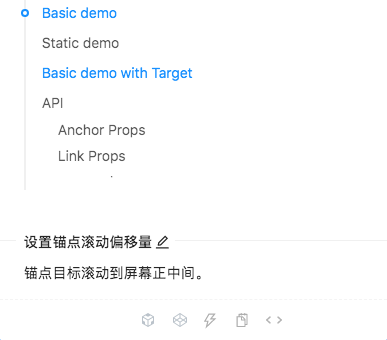 Basic demo
Static demo
Basic demo with Target
API
Anchor Props
Link Props
设置锚点滚动偏移量
锚点目标滚动到屏幕正中间。